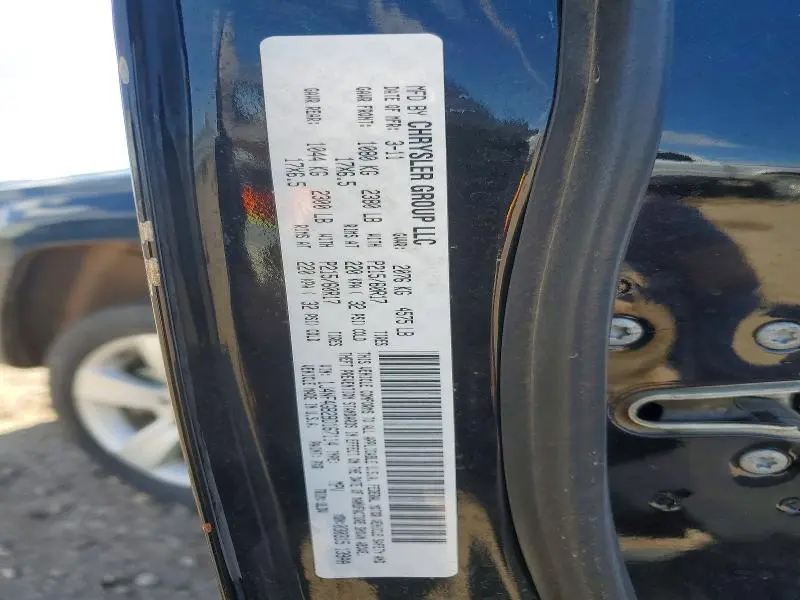 MFD BY CHRYSLER GROUP LLC
DATE OF MFR: 3-11 GVWR: 2076 KG 4575 LB
GAWR FRONT: 1080 KG 2380 LB WITH P215/60R17 TIRES
17X6.5 RIMS AT 220 KPA/ 32 PSI COLD
GAWR REAR: 1044 KG 2300 LB WITH P215/60R17 TIRES
17X6.5 RIMS AT 220 KPA/ 32 PSI COLD
THIS VEHICLE CONFORMS TO ALL APPLICABLE U.S.A. FEDERAL MOTOR VEHICLE SAFETY AND
THEFT PREVENTION STANDARDS IN EFFECT ON THE DATE OF MANUFACTURE SHOWN ABOVE.
VIN: TYPE: MPV
VEHICLE MADE IN U.S.A. PAINT: TRIM: